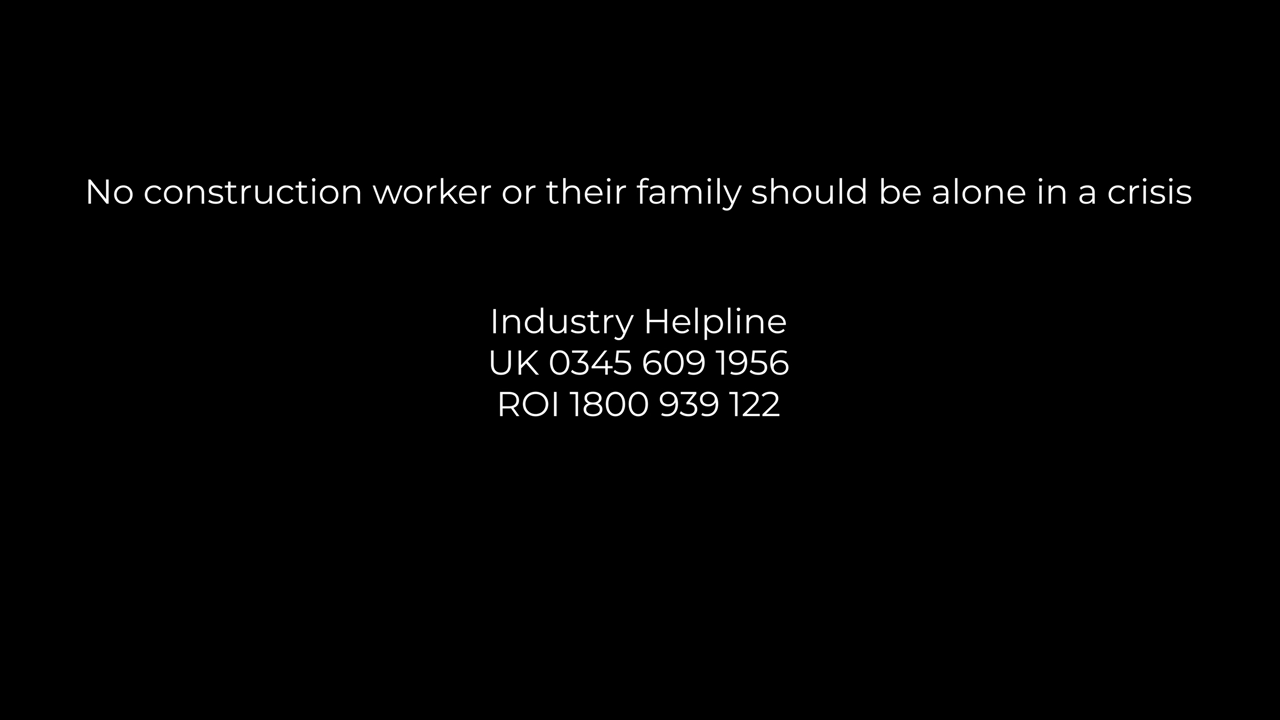 No construction worker or their family should be alone in a crisis
Industry Helpline
UK 0345 609 1956
ROI 1800 939 122